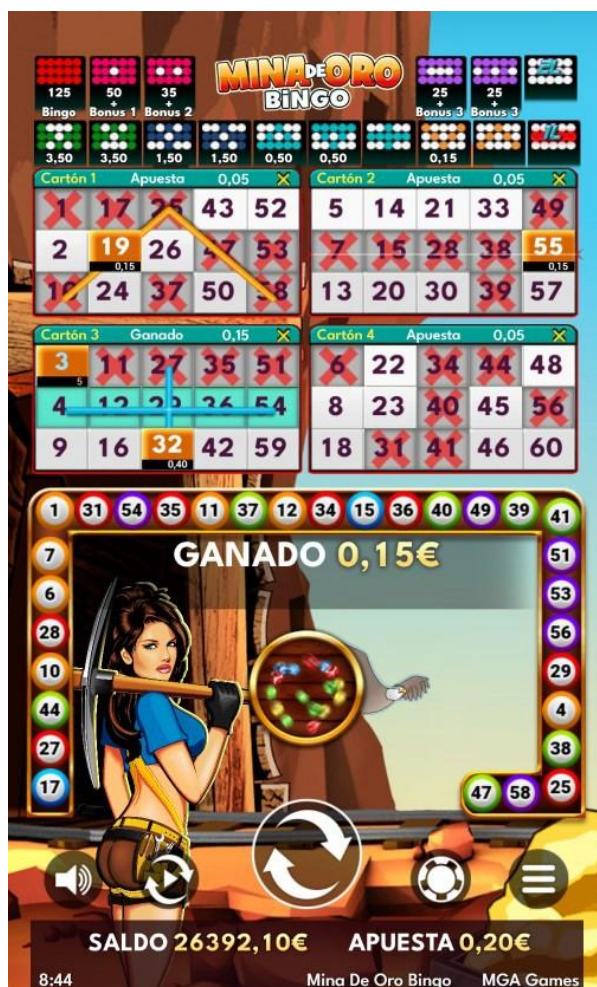 MINA DE ORO
BINGO
125 50 35 25 25
+ + + +
Bingo Bonus 1 Bonus 2 Bonus 3 Bonus 3
3,50 3,50 1,50 1,50 0,50 0,50 0,15
Cartón 1 Apuesta 0,05 X
1 17 25 43 52
2 19 26 47 53
0,15
10 24 37 50 58
Cartón 2 Apuesta 0,05 X
5 14 21 33 49
7 15 28 38 55
0,15
13 20 30 39 57
Cartón 3 Ganado 0,15 X
3 11 27 35 51
5
4 12 29 36 54
9 16 32 42 59
0,40
Cartón 4 Apuesta 0,05 X
6 22 34 44 48
8 23 40 45 56
18 31 41 46 60
1 31 54 35 11 37 12 34 15 36 40 49 39 41
GANADO 0,15€
7 51
6 53
28 56
10 29
44 4
27 38
17 47 58 25
SALDO 26392,10€ APUESTA 0,20€
8:44 Mina De Oro Bingo MGA Games